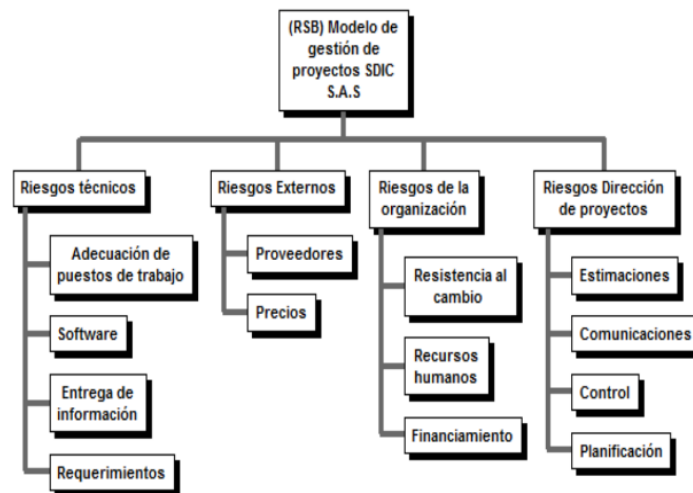 (RSB) Modelo de
gestión de
proyectos SDIC
S.A.S
Riesgos técnicos
Adecuación de
puestos de trabajo
Software
Entrega de
información
Requerimientos
Riesgos Externos
Proveedores
Precios
Riesgos de la
organización
Resistencia al
cambio
Recursos
humanos
Financiamiento
Riesgos Dirección
de proyectos
Estimaciones
Comunicaciones
Control
Planificación